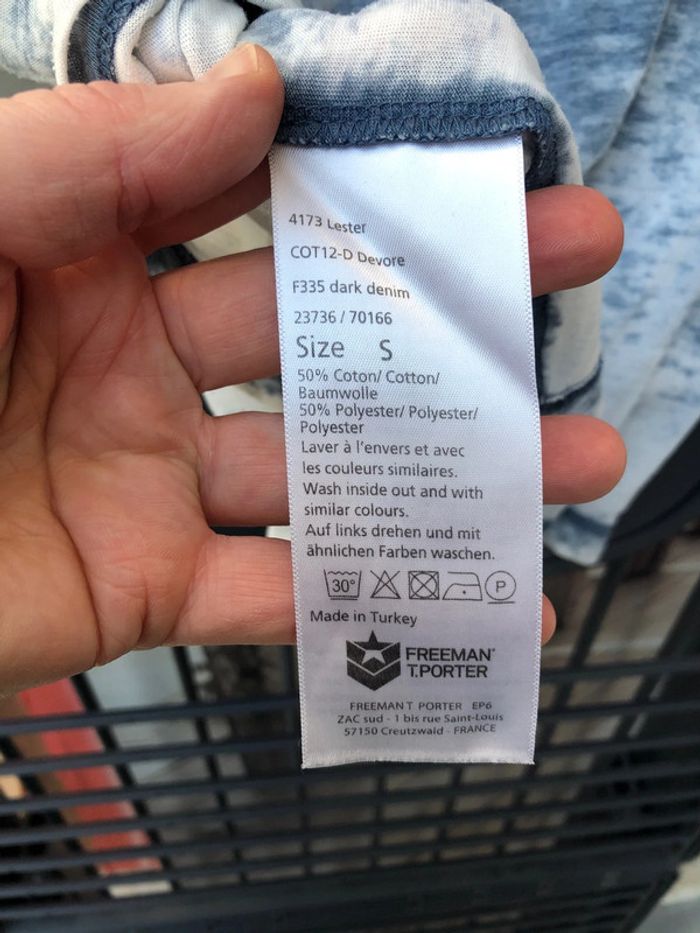 4173 Lester
COT12-D Devore
F335 dark denim
23736 / 70166
Size S
50% Coton/ Cotton/
Baumwolle
50% Polyester/ Polyester/
Polyester
Laver à l'envers et avec
les couleurs similaires.
Wash inside out and with
similar colours.
Auf links drehen und mit
ähnlichen Farben waschen.
30° P
Made in Turkey
FREEMAN
T.PORTER
FREEMAN T PORTER EP6
ZAC sud - 1 bis rue Saint-Louis
57150 Creutzwald - FRANCE